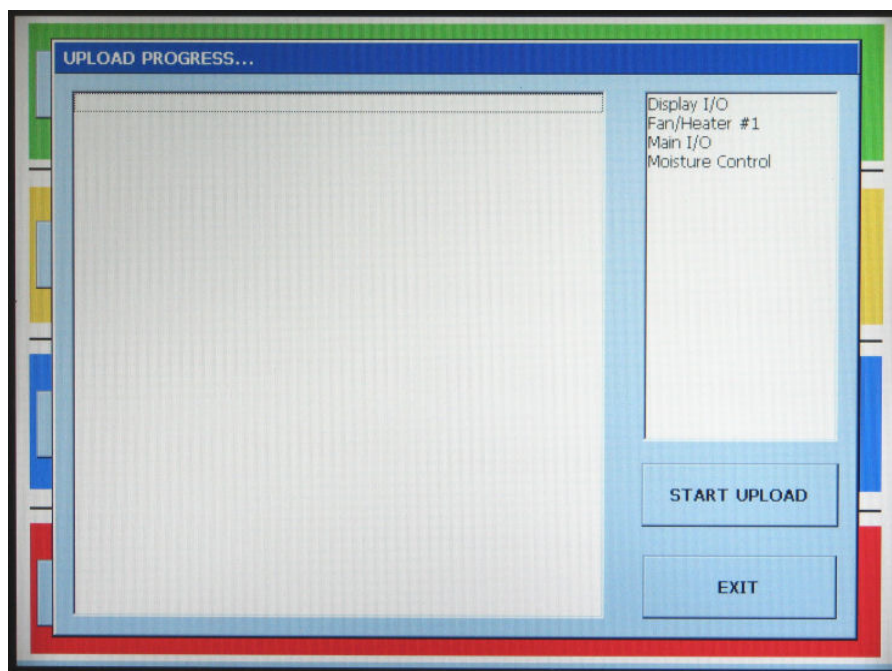 UPLOAD PROGRESS...
Display I/O
Fan/Heater #1
Main I/O
Moisture Control
START UPLOAD
EXIT